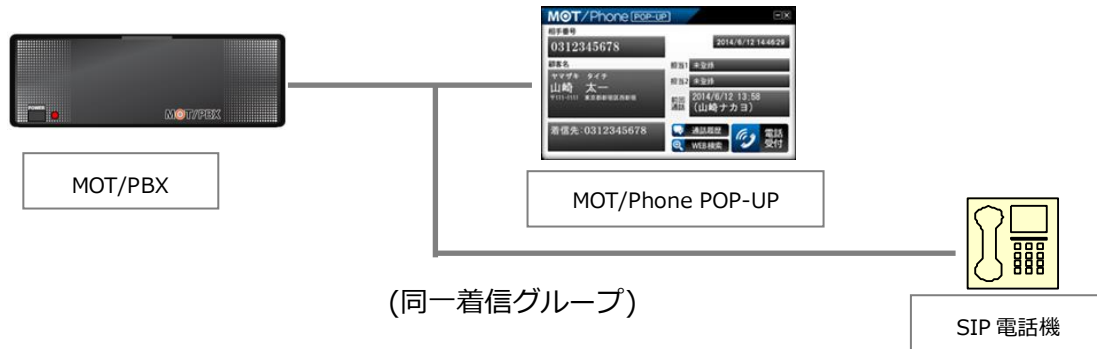 MOT/Phone POP-UP
相手番号
0312345678
2014/6/12 14:46:29
顧客名
ヤマザキ タイチ
山崎 太一
担当1 未登録
担当2 未登録
前回通話
2014/6/12 13:58
(山崎ナカヨ)
着信先:0312345678
通話履歴
WEB検索
電話受付
POWER
MOT/PBX
MOT/PBX
MOT/Phone POP-UP
(同一着信グループ)
SIP 電話機